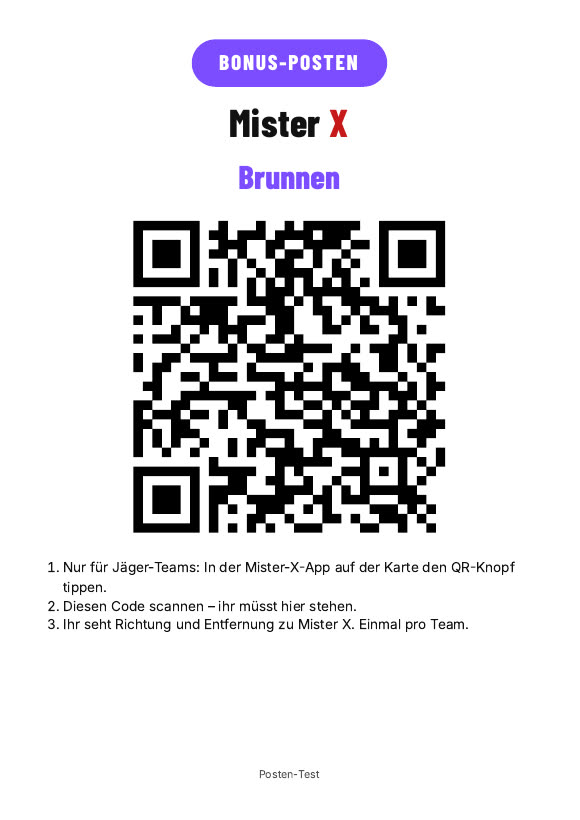 BONUS-POSTEN
Mister X
Brunnen
1. Nur für Jäger-Teams: In der Mister-X-App auf der Karte den QR-Knopf
tippen.
2. Diesen Code scannen – ihr müsst hier stehen.
3. Ihr seht Richtung und Entfernung zu Mister X. Einmal pro Team.
Posten-Test